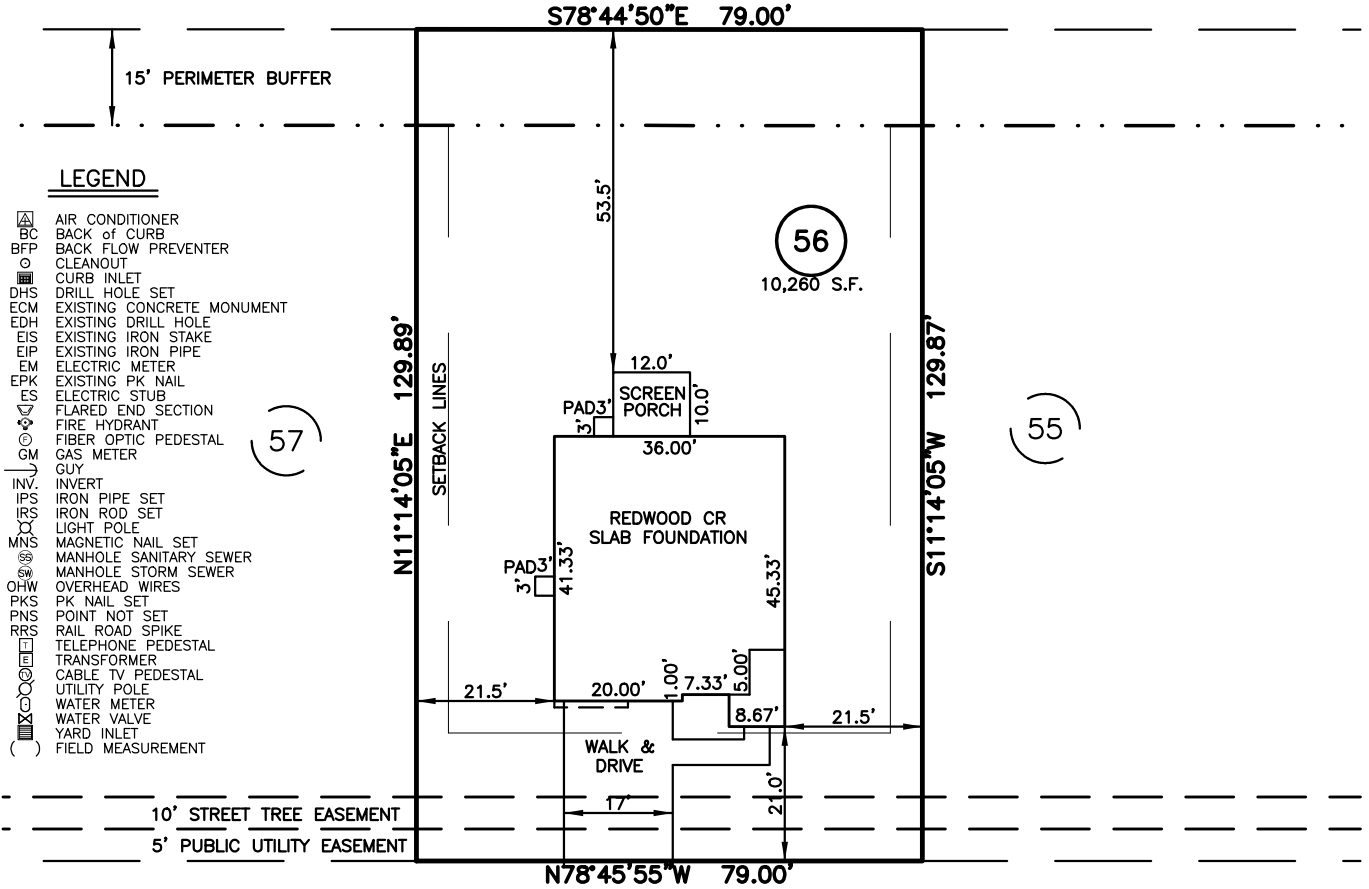 S78°44'50"E 79.00'
15' PERIMETER BUFFER
LEGEND
AIR CONDITIONER
BC BACK of CURB
BFP BACK FLOW PREVENTER
CLEANOUT
CURB INLET
DHS DRILL HOLE SET
ECM EXISTING CONCRETE MONUMENT
EDH EXISTING DRILL HOLE
EIS EXISTING IRON STAKE
EIP EXISTING IRON PIPE
EM ELECTRIC METER
EPK EXISTING PK NAIL
ES ELECTRIC STUB
FLARED END SECTION
FIRE HYDRANT
F FIBER OPTIC PEDESTAL
GM GAS METER
GUY
INV. INVERT
IPS IRON PIPE SET
IRS IRON ROD SET
LIGHT POLE
MNS MAGNETIC NAIL SET
SS MANHOLE SANITARY SEWER
SW MANHOLE STORM SEWER
OHW OVERHEAD WIRES
PKS PK NAIL SET
PNS POINT NOT SET
RRS RAIL ROAD SPIKE
T TELEPHONE PEDESTAL
E TRANSFORMER
TV CABLE TV PEDESTAL
UTILITY POLE
WATER METER
WATER VALVE
YARD INLET
( ) FIELD MEASUREMENT
57
N11°14'05"E 129.89'
SETBACK LINES
53.5'
56
10,260 S.F.
S11°14'05"W 129.87'
55
12.0'
SCREEN
PORCH
10.0'
PAD 3'
3'
36.00'
REDWOOD CR
SLAB FOUNDATION
PAD 3'
3'
41.33'
45.33'
21.5'
20.00'
1.00'
7.33'
5.00'
8.67'
21.5'
WALK &
DRIVE
17'
21.0'
10' STREET TREE EASEMENT
5' PUBLIC UTILITY EASEMENT
N78°45'55"W 79.00'